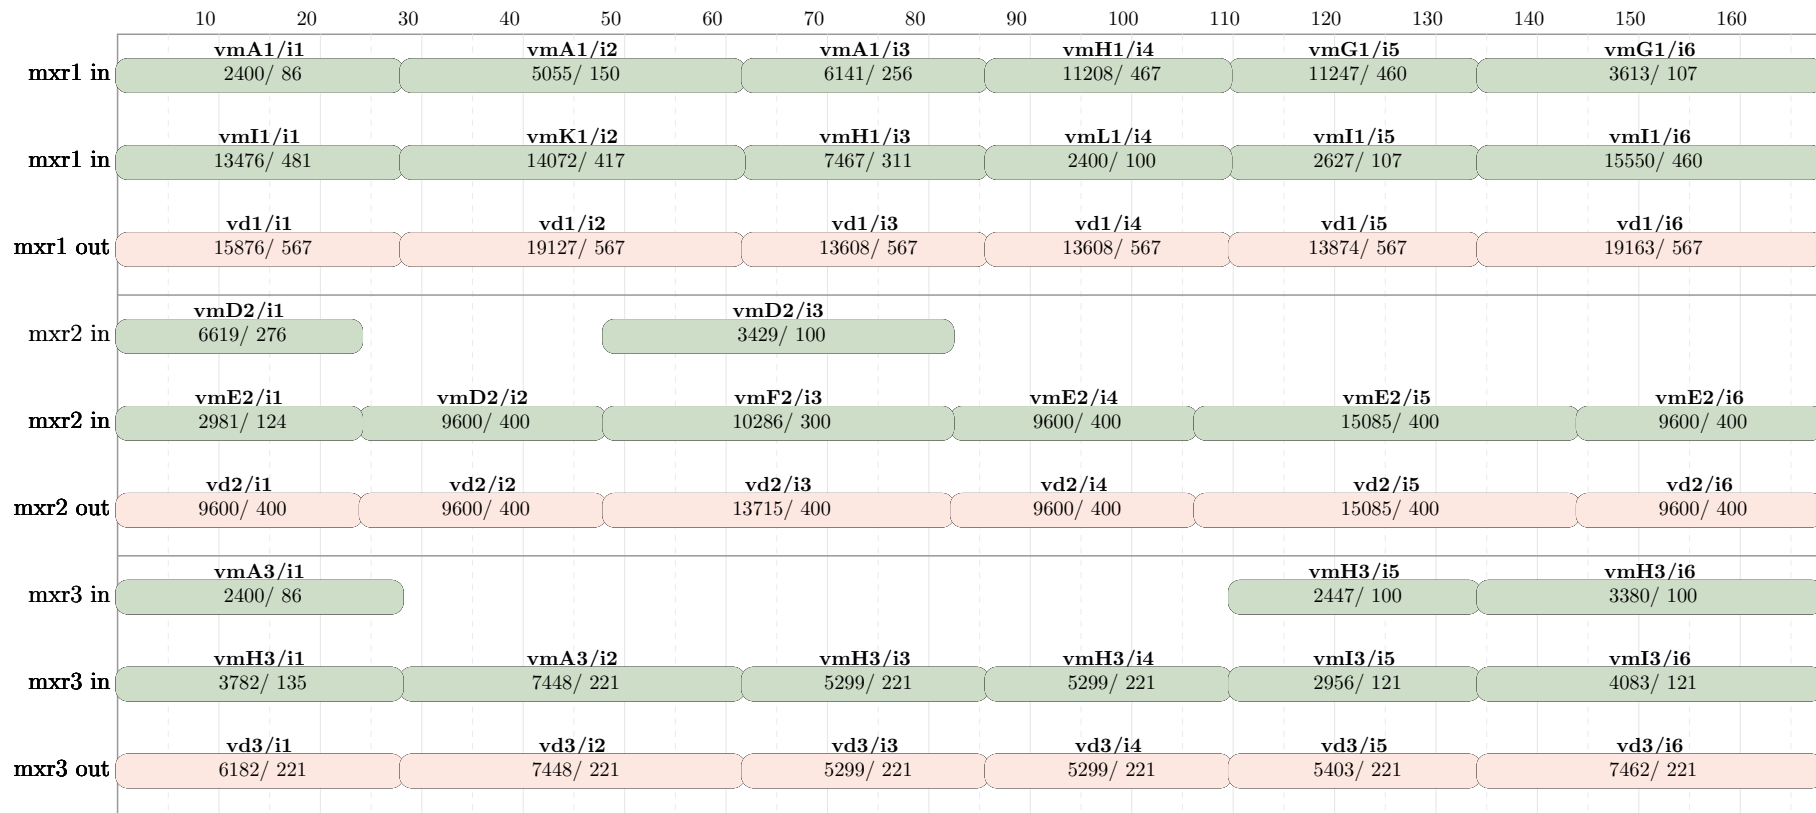 10 20 30 40 50 60 70 80 90 100 110 120 130 140 150 160
vmA1/i1 vmA1/i2 vmA1/i3 vmH1/i4 vmG1/i5 vmG1/i6
mxr1 in 2400/ 86 5055/ 150 6141/ 256 11208/ 467 11247/ 460 3613/ 107
vmI1/i1 vmK1/i2 vmH1/i3 vmL1/i4 vmI1/i5 vmI1/i6
mxr1 in 13476/ 481 14072/ 417 7467/ 311 2400/ 100 2627/ 107 15550/ 460
vd1/i1 vd1/i2 vd1/i3 vd1/i4 vd1/i5 vd1/i6
mxr1 out 15876/ 567 19127/ 567 13608/ 567 13608/ 567 13874/ 567 19163/ 567
vmD2/i1 vmD2/i3
mxr2 in 6619/ 276 3429/ 100
vmE2/i1 vmD2/i2 vmF2/i3 vmE2/i4 vmE2/i5 vmE2/i6
mxr2 in 2981/ 124 9600/ 400 10286/ 300 9600/ 400 15085/ 400 9600/ 400
vd2/i1 vd2/i2 vd2/i3 vd2/i4 vd2/i5 vd2/i6
mxr2 out 9600/ 400 9600/ 400 13715/ 400 9600/ 400 15085/ 400 9600/ 400
vmA3/i1 vmH3/i5 vmH3/i6
mxr3 in 2400/ 86 2447/ 100 3380/ 100
vmH3/i1 vmA3/i2 vmH3/i3 vmH3/i4 vmI3/i5 vmI3/i6
mxr3 in 3782/ 135 7448/ 221 5299/ 221 5299/ 221 2956/ 121 4083/ 121
vd3/i1 vd3/i2 vd3/i3 vd3/i4 vd3/i5 vd3/i6
mxr3 out 6182/ 221 7448/ 221 5299/ 221 5299/ 221 5403/ 221 7462/ 221